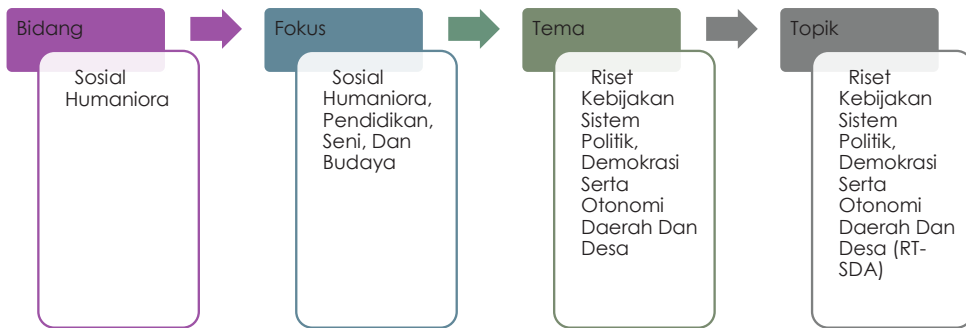 Bidang
Sosial
Humaniora
Fokus
Sosial
Humaniora,
Pendidikan,
Seni, Dan
Budaya
Tema
Riset
Kebijakan
Sistem
Politik,
Demokrasi
Serta
Otonomi
Daerah Dan
Desa
Topik
Riset
Kebijakan
Sistem
Politik,
Demokrasi
Serta
Otonomi
Daerah Dan
Desa (RT-
SDA)